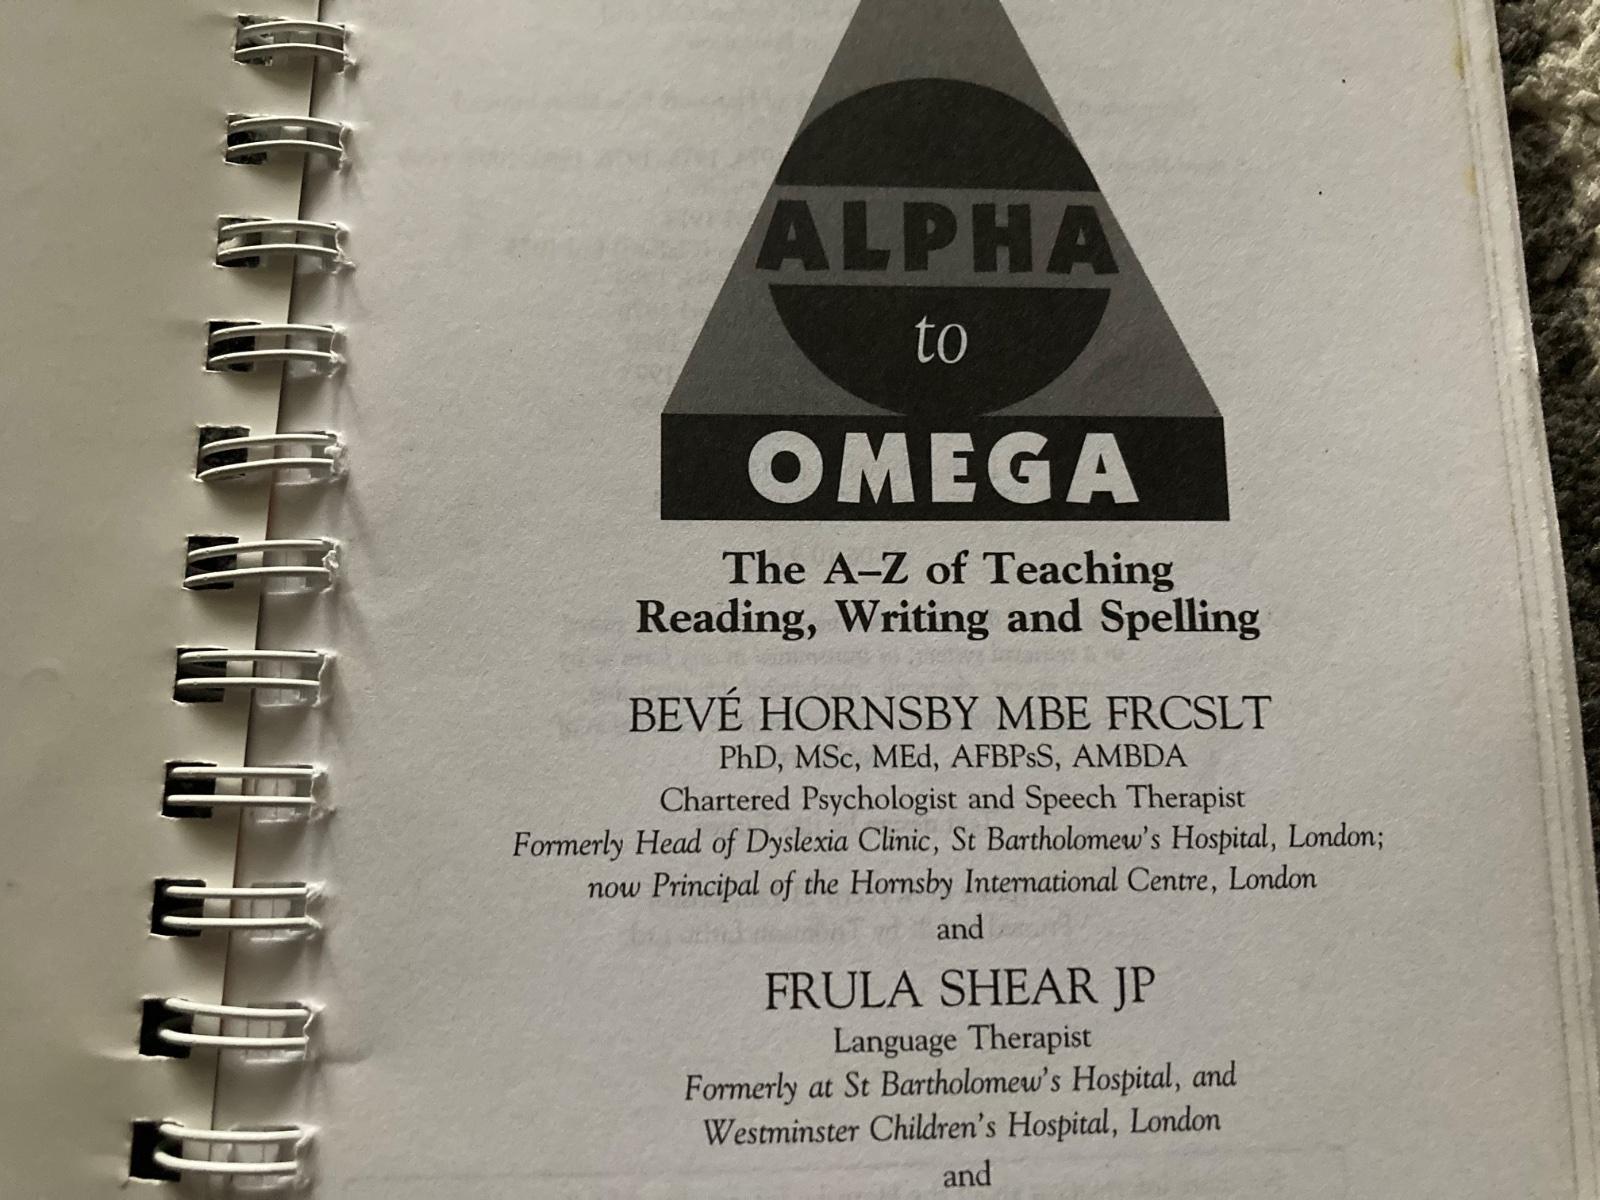 ALPHA
to
OMEGA
The A–Z of Teaching
Reading, Writing and Spelling
BEVÉ HORNSBY MBE FRCSLT
PhD, MSc, MEd, AFBPsS, AMBDA
Chartered Psychologist and Speech Therapist
Formerly Head of Dyslexia Clinic, St Bartholomew's Hospital, London;
now Principal of the Hornsby International Centre, London
and
FRULA SHEAR JP
Language Therapist
Formerly at St Bartholomew's Hospital, and
Westminster Children's Hospital, London
and